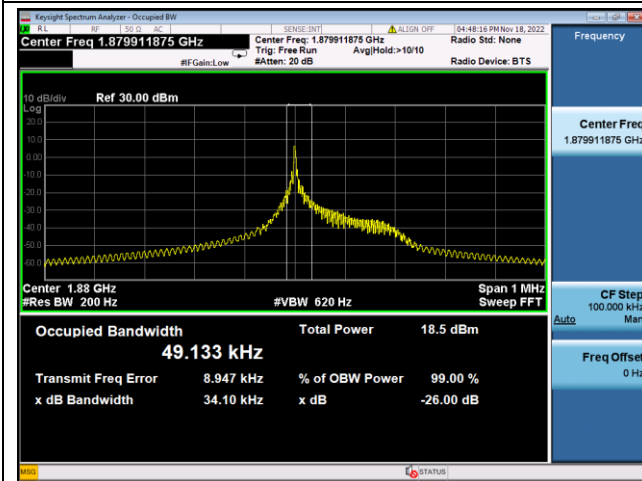 Keysight Spectrum Analyzer - Occupied BW
RL RF 50 Ω AC SENSE:INT ALIGN OFF 04:48:16 PM Nov 18, 2022
Center Freq 1.879911875 GHz
Center Freq: 1.879911875 GHz Radio Std: None
Trig: Free Run Avg|Hold:>10/10
#IFGain:Low #Atten: 20 dB Radio Device: BTS
10 dB/div Ref 30.00 dBm
Log
20.0
10.0
0.00
-10.0
-20.0
-30.0
-40.0
-50.0
-60.0
Center 1.88 GHz Span 1 MHz
#Res BW 200 Hz #VBW 620 Hz Sweep FFT
Occupied Bandwidth Total Power 18.5 dBm
49.133 kHz
Transmit Freq Error 8.947 kHz % of OBW Power 99.00 %
x dB Bandwidth 34.10 kHz x dB -26.00 dB
MSG STATUS
Frequency
Center Freq
1.879911875 GHz
CF Step
100.000 kHz
Auto Man
Freq Offset
0 Hz